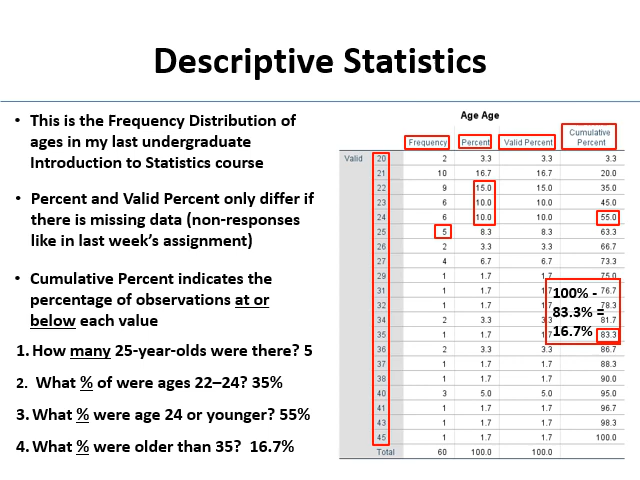 Descriptive Statistics
• This is the Frequency Distribution of
ages in my last undergraduate
Introduction to Statistics course
• Percent and Valid Percent only differ if
there is missing data (non-responses
like in last week's assignment)
• Cumulative Percent indicates the
percentage of observations at or
below each value
1. How many 25-year-olds were there? 5
2. What % of were ages 22–24? 35%
3. What % were age 24 or younger? 55%
4. What % were older than 35? 16.7%
Age Age
Frequency Percent Valid Percent Cumulative
Percent
Valid 20 2 3.3 3.3 3.3
21 10 16.7 16.7 20.0
22 9 15.0 15.0 35.0
23 6 10.0 10.0 45.0
24 6 10.0 10.0 55.0
25 5 8.3 8.3 63.3
26 2 3.3 3.3 66.7
27 4 6.7 6.7 73.3
29 1 1.7 1.7 75.0
31 1 1.7 1.7 76.7
32 1 1.7 1.7 78.3
34 2 3.3 3.3 81.7
35 1 1.7 1.7 83.3
36 2 3.3 3.3 86.7
37 1 1.7 1.7 88.3
38 1 1.7 1.7 90.0
40 3 5.0 5.0 95.0
41 1 1.7 1.7 96.7
43 1 1.7 1.7 98.3
45 1 1.7 1.7 100.0
Total 60 100.0 100.0
100% -
83.3% =
16.7%